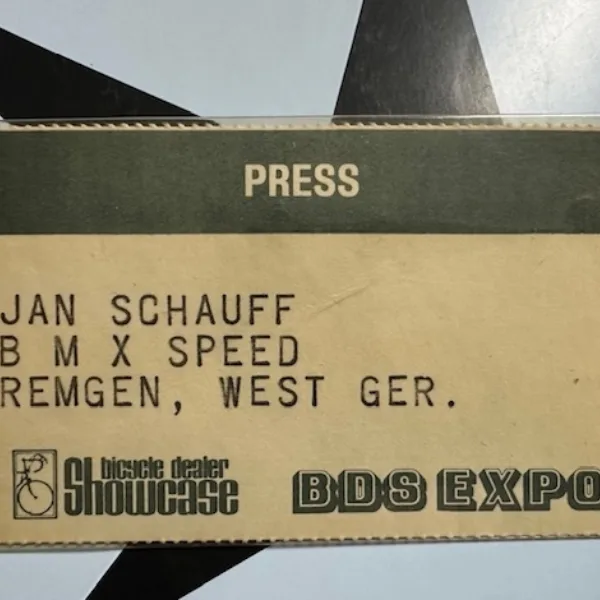 PRESS
JAN SCHAUFF
B M X SPEED
REMGEN, WEST GER.
bicycle dealer
Showcase
BDS EXPO